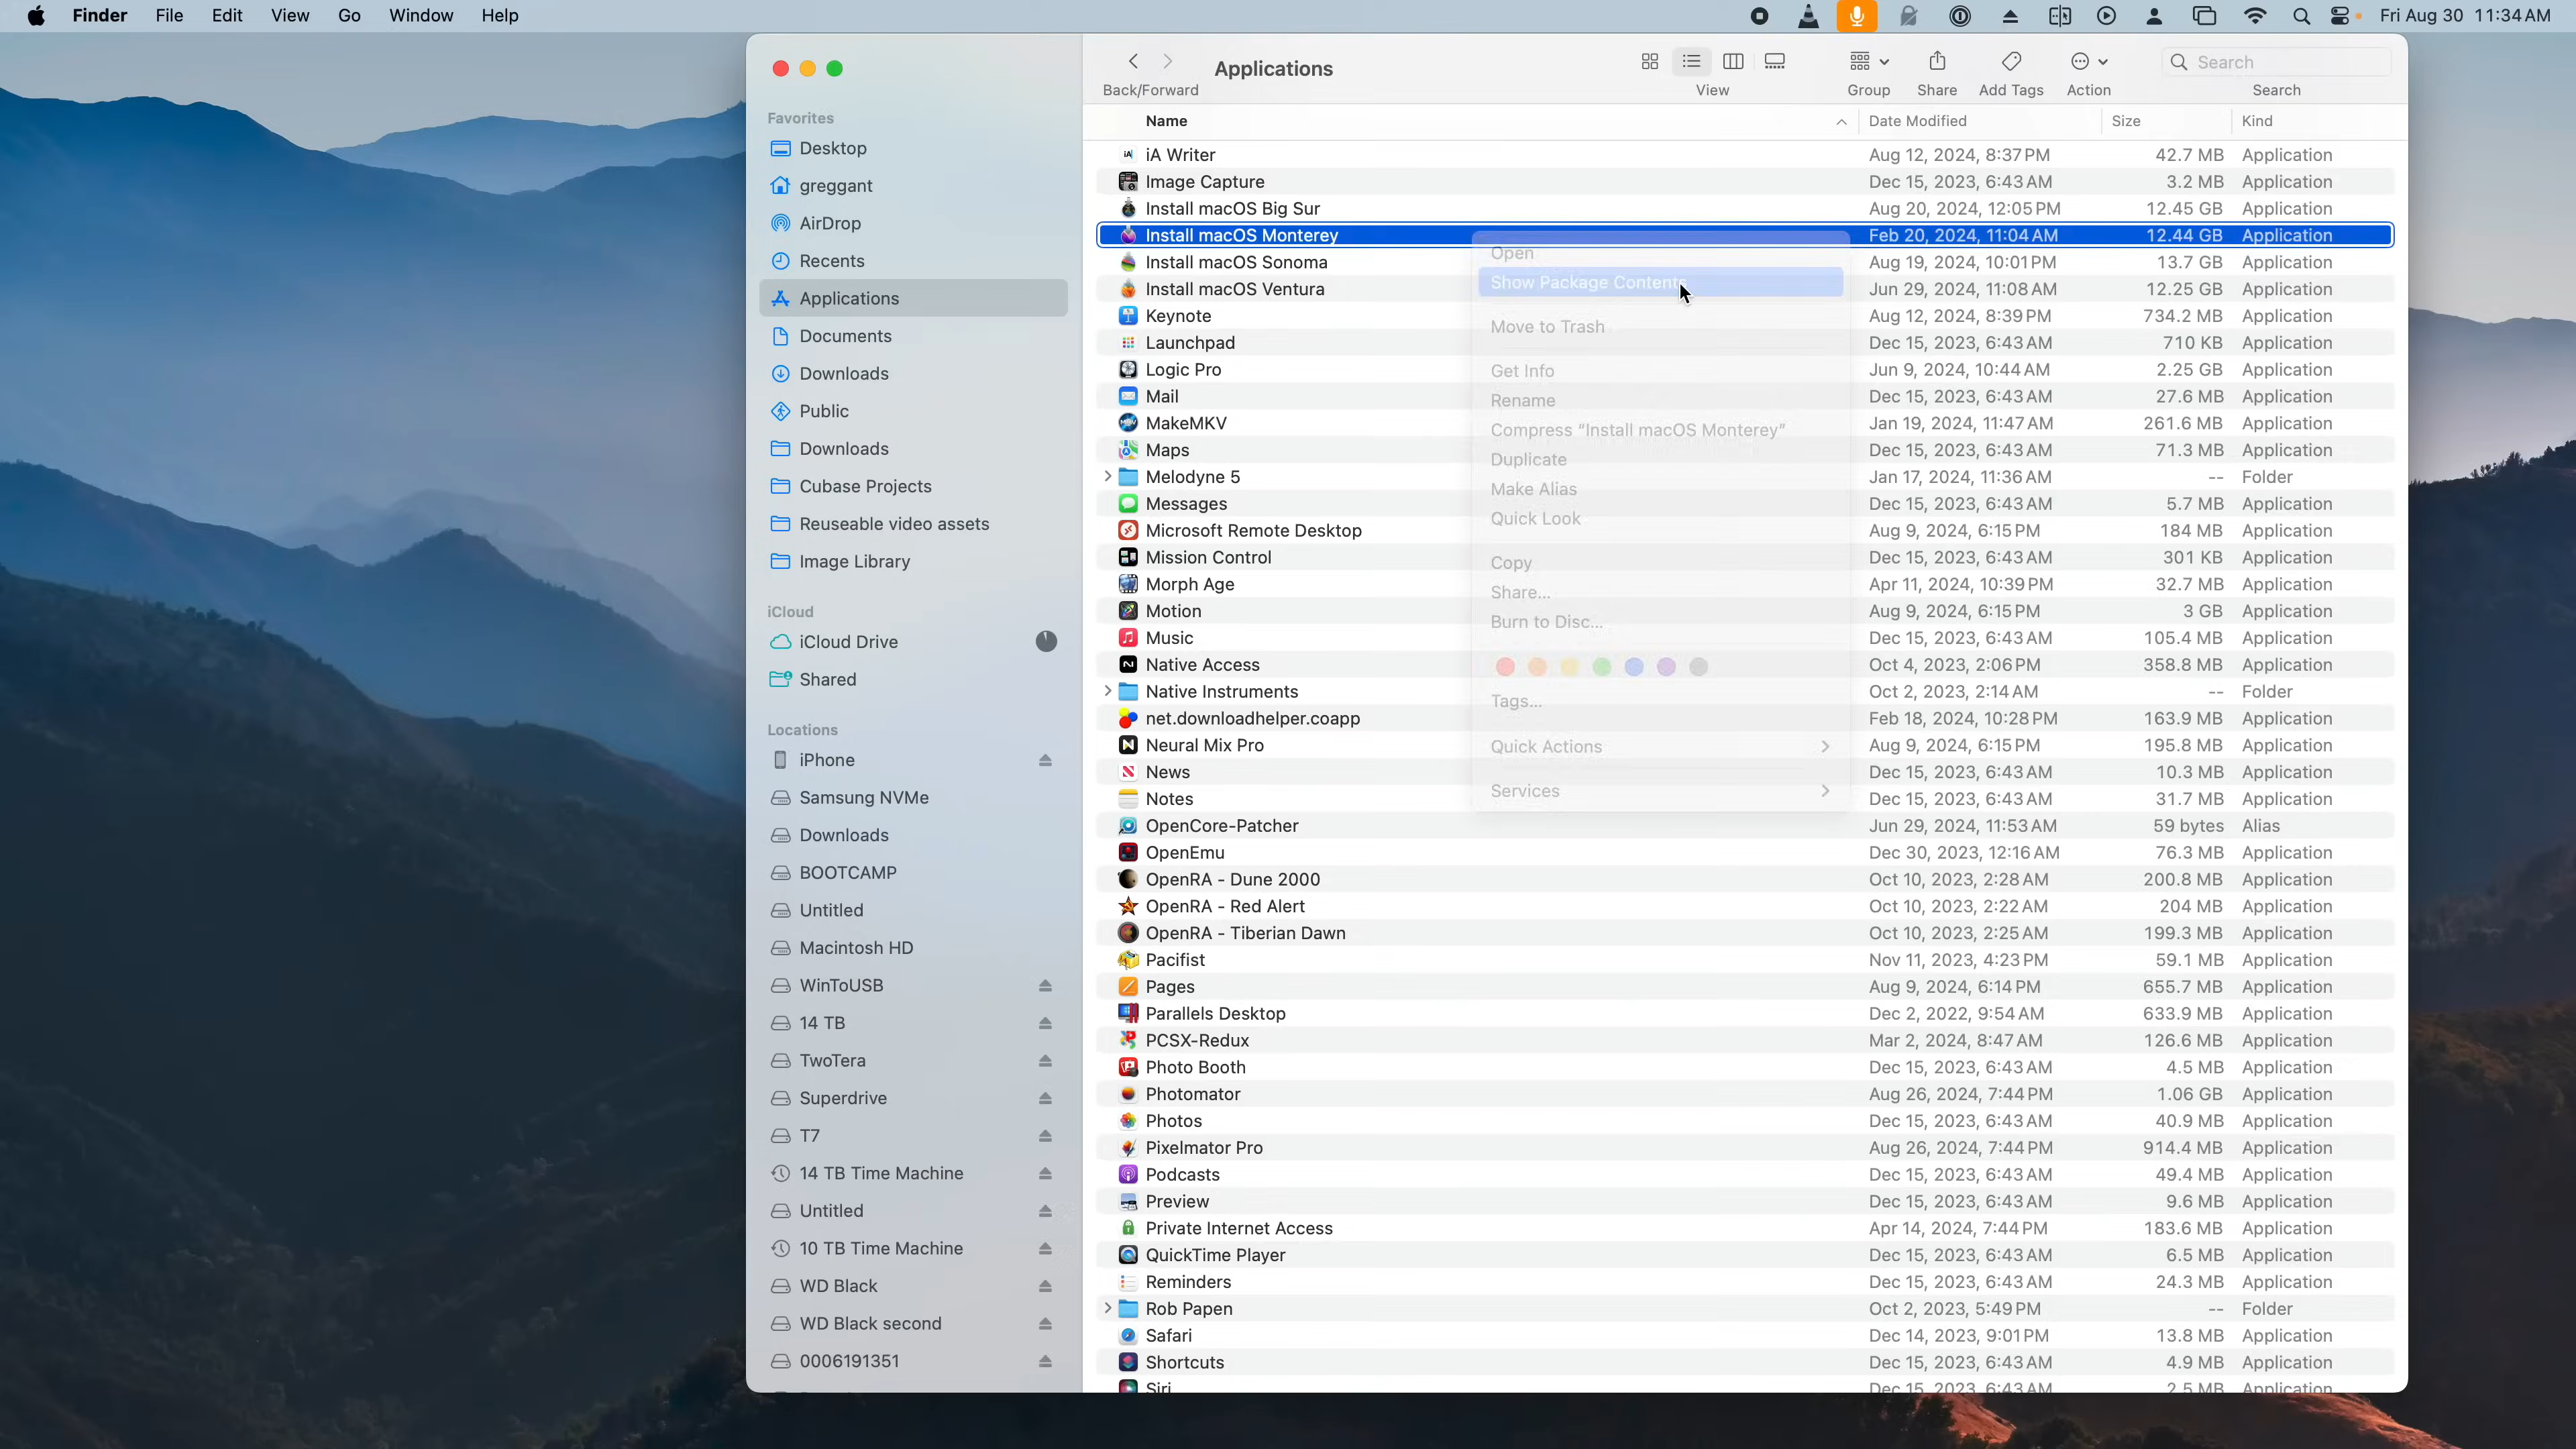 Finder File Edit View Go Window Help Fri Aug 30 11:34 AM
Applications
Search
Back/Forward View Group Share Add Tags Action Search
Favorites
Desktop
greggant
AirDrop
Recents
Applications
Documents
Downloads
Public
Downloads
Cubase Projects
Reuseable video assets
Image Library
iCloud
iCloud Drive
Shared
Locations
iPhone
Samsung NVMe
Downloads
BOOTCAMP
Untitled
Macintosh HD
WinToUSB
14 TB
TwoTera
Superdrive
T7
14 TB Time Machine
Untitled
10 TB Time Machine
WD Black
WD Black second
0006191351
Name Date Modified Size Kind
iA Writer Aug 12, 2024, 8:37 PM 42.7 MB Application
Image Capture Dec 15, 2023, 6:43 AM 3.2 MB Application
Install macOS Big Sur Aug 20, 2024, 12:05 PM 12.45 GB Application
Install macOS Monterey Feb 20, 2024, 11:04 AM 12.44 GB Application
Install macOS Sonoma Aug 19, 2024, 10:01 PM 13.7 GB Application
Install macOS Ventura Jun 29, 2024, 11:08 AM 12.25 GB Application
Keynote Aug 12, 2024, 8:39 PM 734.2 MB Application
Launchpad Dec 15, 2023, 6:43 AM 710 KB Application
Logic Pro Jun 9, 2024, 10:44 AM 2.25 GB Application
Mail Dec 15, 2023, 6:43 AM 27.6 MB Application
MakeMKV Jan 19, 2024, 11:47 AM 261.6 MB Application
Maps Dec 15, 2023, 6:43 AM 71.3 MB Application
Melodyne 5 Jan 17, 2024, 11:36 AM -- Folder
Messages Dec 15, 2023, 6:43 AM 5.7 MB Application
Microsoft Remote Desktop Aug 9, 2024, 6:15 PM 184 MB Application
Mission Control Dec 15, 2023, 6:43 AM 301 KB Application
Morph Age Apr 11, 2024, 10:39 PM 32.7 MB Application
Motion Aug 9, 2024, 6:15 PM 3 GB Application
Music Dec 15, 2023, 6:43 AM 105.4 MB Application
Native Access Oct 4, 2023, 2:06 PM 358.8 MB Application
Native Instruments Oct 2, 2023, 2:14 AM -- Folder
net.downloadhelper.coapp Feb 18, 2024, 10:28 PM 163.9 MB Application
Neural Mix Pro Aug 9, 2024, 6:15 PM 195.8 MB Application
News Dec 15, 2023, 6:43 AM 10.3 MB Application
Notes Dec 15, 2023, 6:43 AM 31.7 MB Application
OpenCore-Patcher Jun 29, 2024, 11:53 AM 59 bytes Alias
OpenEmu Dec 30, 2023, 12:16 AM 76.3 MB Application
OpenRA - Dune 2000 Oct 10, 2023, 2:28 AM 200.8 MB Application
OpenRA - Red Alert Oct 10, 2023, 2:22 AM 204 MB Application
OpenRA - Tiberian Dawn Oct 10, 2023, 2:25 AM 199.3 MB Application
Pacifist Nov 11, 2023, 4:23 PM 59.1 MB Application
Pages Aug 9, 2024, 6:14 PM 655.7 MB Application
Parallels Desktop Dec 2, 2022, 9:54 AM 633.9 MB Application
PCSX-Redux Mar 2, 2024, 8:47 AM 126.6 MB Application
Photo Booth Dec 15, 2023, 6:43 AM 4.5 MB Application
Photomator Aug 26, 2024, 7:44 PM 1.06 GB Application
Photos Dec 15, 2023, 6:43 AM 40.9 MB Application
Pixelmator Pro Aug 26, 2024, 7:44 PM 914.4 MB Application
Podcasts Dec 15, 2023, 6:43 AM 49.4 MB Application
Preview Dec 15, 2023, 6:43 AM 9.6 MB Application
Private Internet Access Apr 14, 2024, 7:44 PM 183.6 MB Application
QuickTime Player Dec 15, 2023, 6:43 AM 6.5 MB Application
Reminders Dec 15, 2023, 6:43 AM 24.3 MB Application
Rob Papen Oct 2, 2023, 5:49 PM -- Folder
Safari Dec 14, 2023, 9:01 PM 13.8 MB Application
Shortcuts Dec 15, 2023, 6:43 AM 4.9 MB Application
Siri Dec 15, 2023, 6:43 AM 2.5 MB Application
Open
Show Package Contents
Move to Trash
Get Info
Rename
Compress “Install macOS Monterey”
Duplicate
Make Alias
Quick Look
Copy
Share...
Burn to Disc...
Tags...
Quick Actions
Services